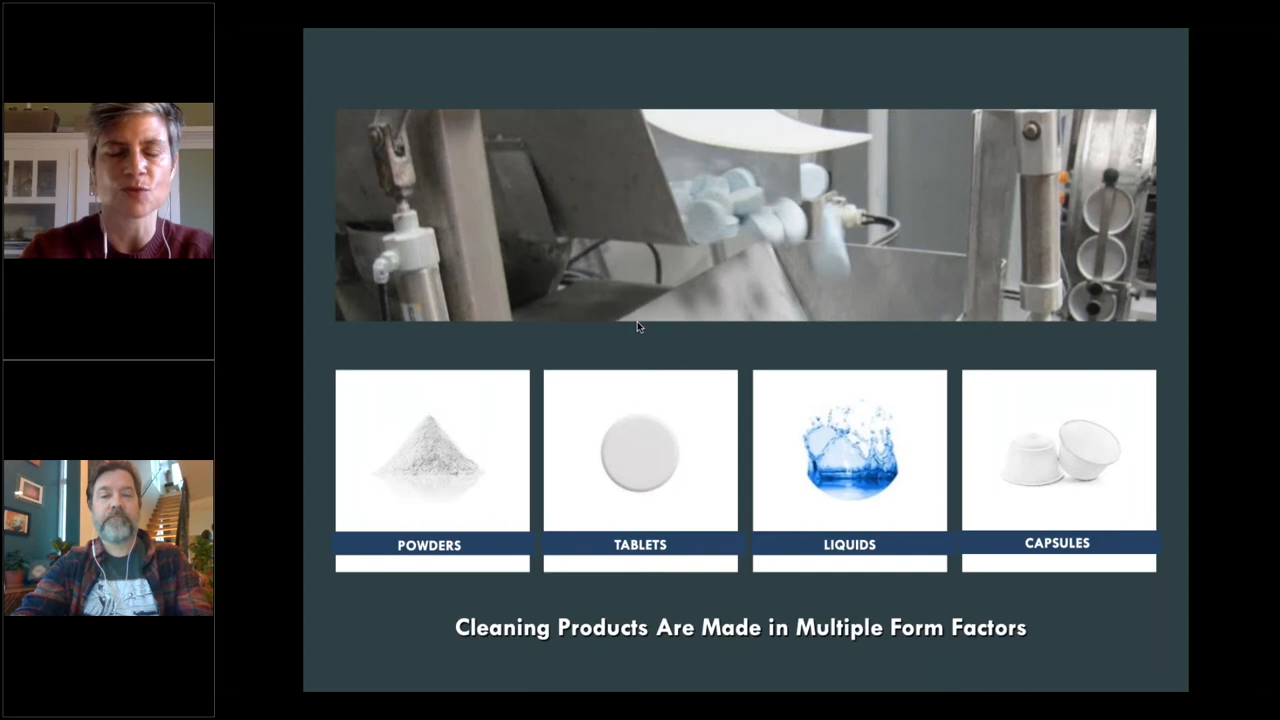 POWDERS
TABLETS
LIQUIDS
CAPSULES
Cleaning Products Are Made in Multiple Form Factors